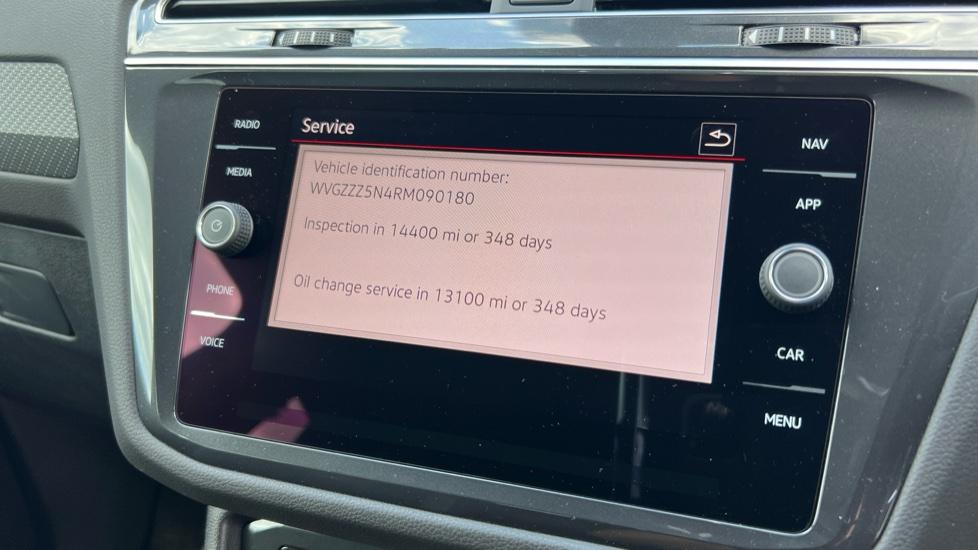 RADIO
MEDIA
PHONE
VOICE
Service
Vehicle identification number:
WVGZZZ5N4RM090180
Inspection in 14400 mi or 348 days
Oil change service in 13100 mi or 348 days
NAV
APP
CAR
MENU